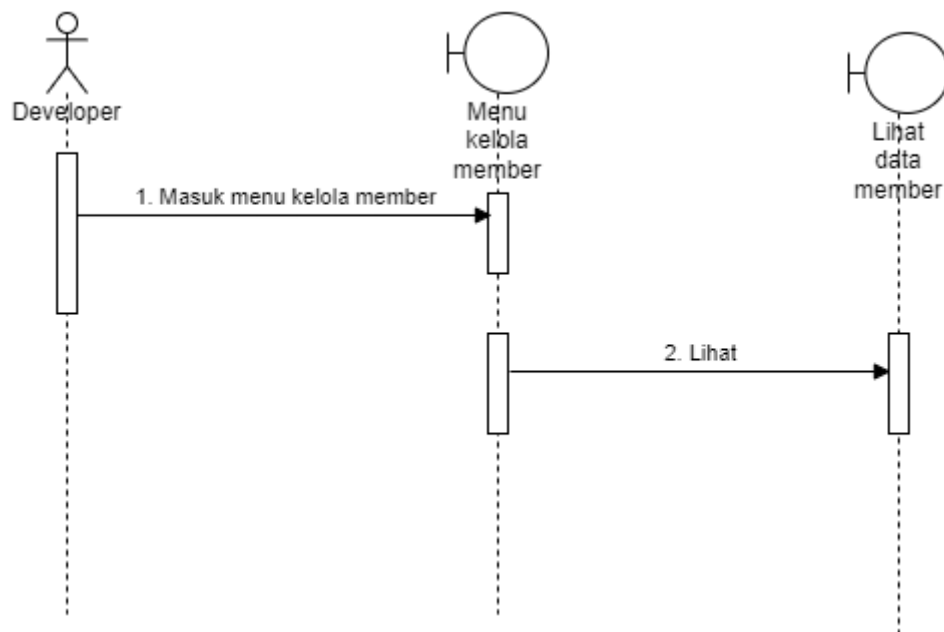 Developer
Menu
kelola
member
Lihat
data
member
1. Masuk menu kelola member
2. Lihat